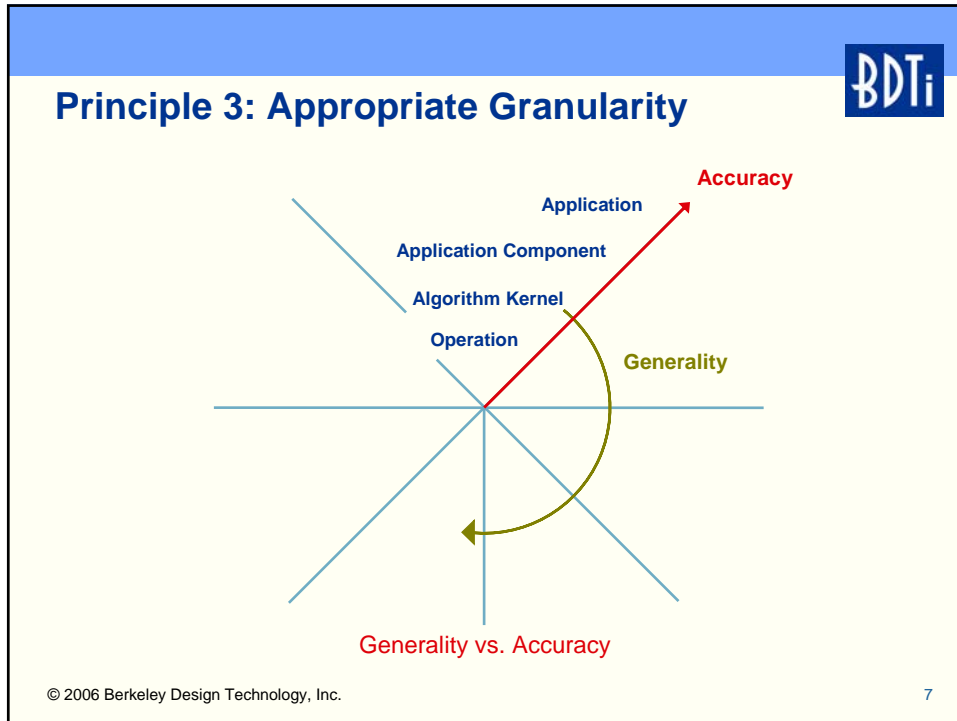 BDTi
Principle 3: Appropriate Granularity
Accuracy
Application
Application Component
Algorithm Kernel
Operation
Generality
Generality vs. Accuracy
© 2006 Berkeley Design Technology, Inc.
7